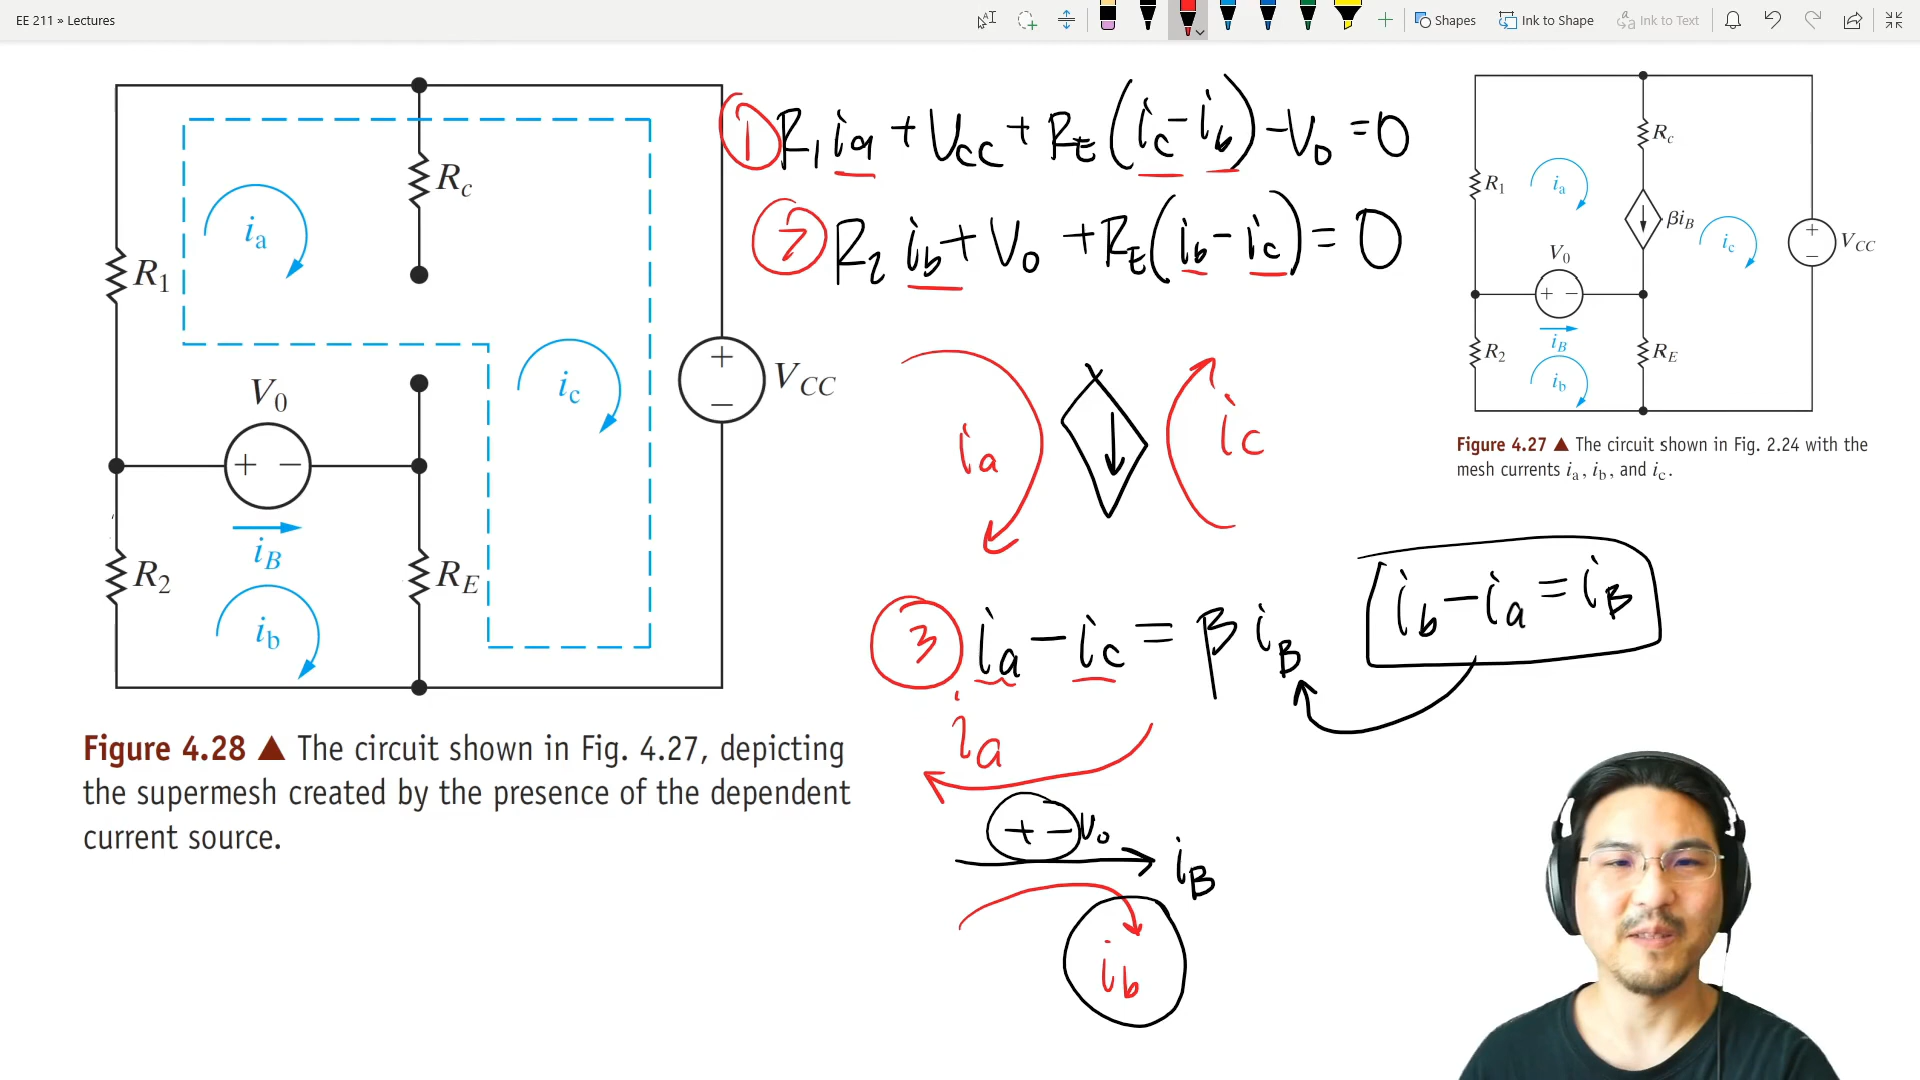 EE 211 » Lectures
Shapes
Ink to Shape
Ink to Text
R1
Rc
ia
V0
+ −
iB
R2
RE
ib
ic
+
−
VCC
① R1 ia + VCC + RE (ic − ib) − V0 = 0
② R2 ib + V0 + RE (ib − ic) = 0
ia
ic
③ ia − ic = β iB
ib − ia = iB
ia
+ − V0
iB
ib
Rc
R1
ia
βiB
ic
+
−
VCC
V0
+ −
iB
R2
RE
ib
Figure 4.27 ▲ The circuit shown in Fig. 2.24 with the
mesh currents ia, ib, and ic.
Figure 4.28 ▲ The circuit shown in Fig. 4.27, depicting
the supermesh created by the presence of the dependent
current source.